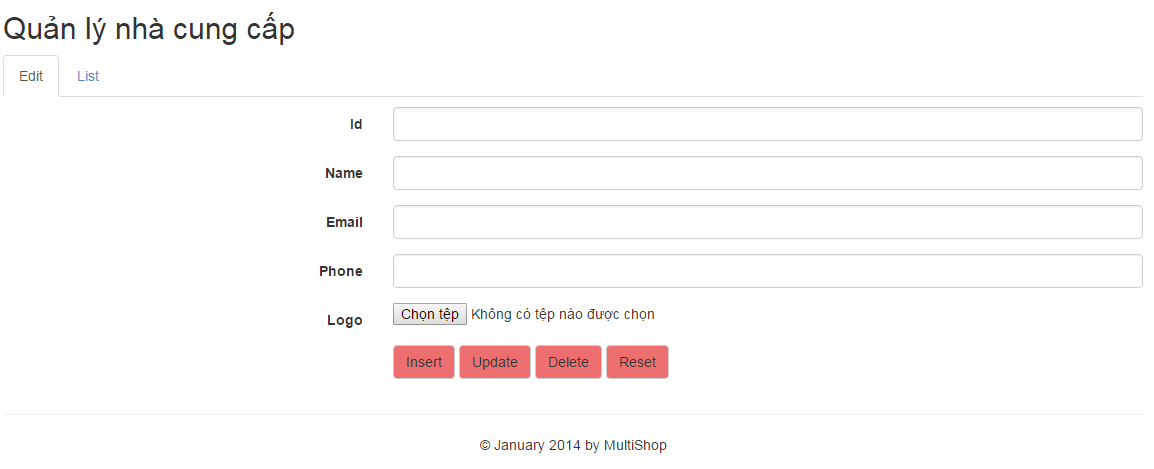 Quản lý nhà cung cấp
Edit List
Id
Name
Email
Phone
Logo Chọn tệp Không có tệp nào được chọn
Insert Update Delete Reset
© January 2014 by MultiShop